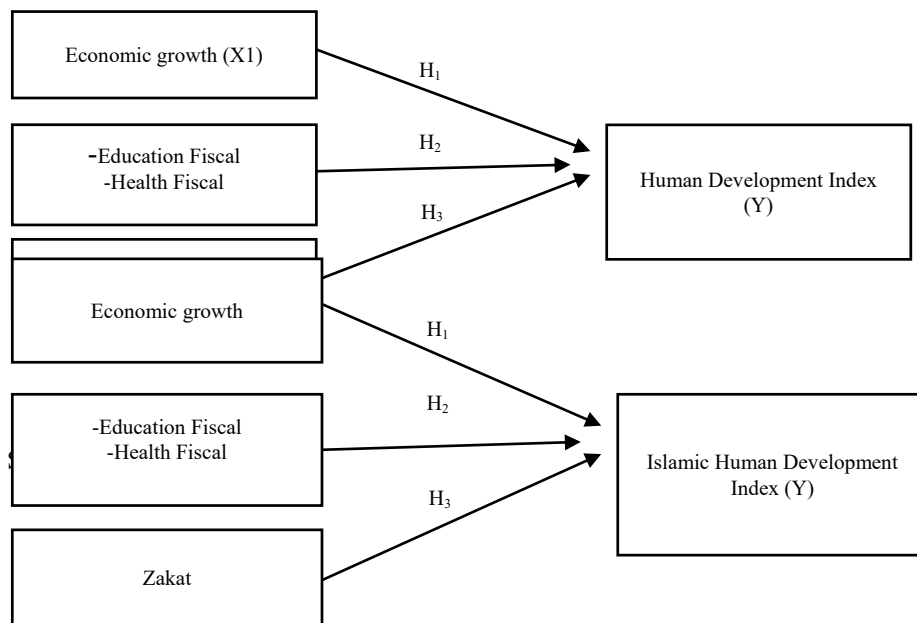 Economic growth (X1)
H₁
-Education Fiscal
-Health Fiscal
H₂
Human Development Index
(Y)
H₃
Economic growth
H₁
-Education Fiscal
-Health Fiscal
H₂
Islamic Human Development
Index (Y)
H₃
Zakat